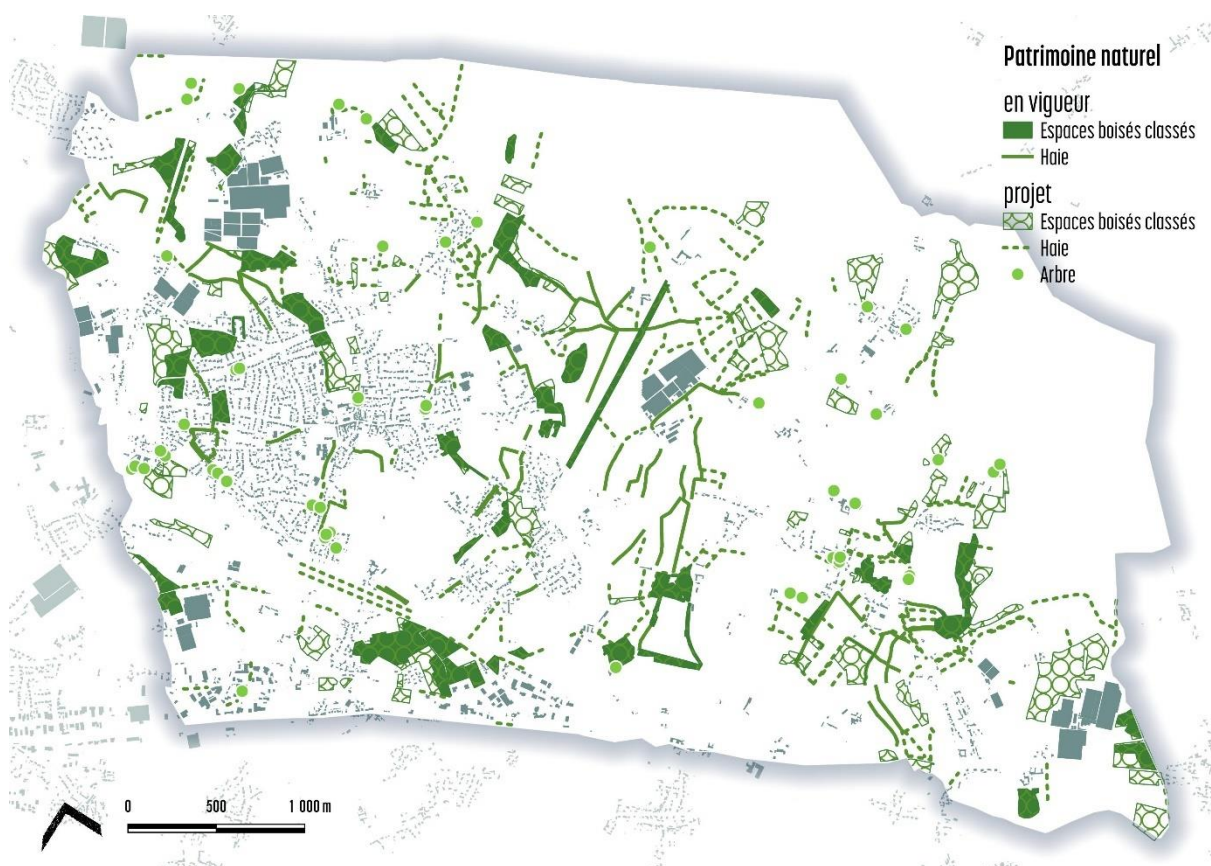 Patrimoine naturel
en vigueur
Espaces boisés classés
Haie
projet
Espaces boisés classés
Haie
Arbre
0 500 1 000 m